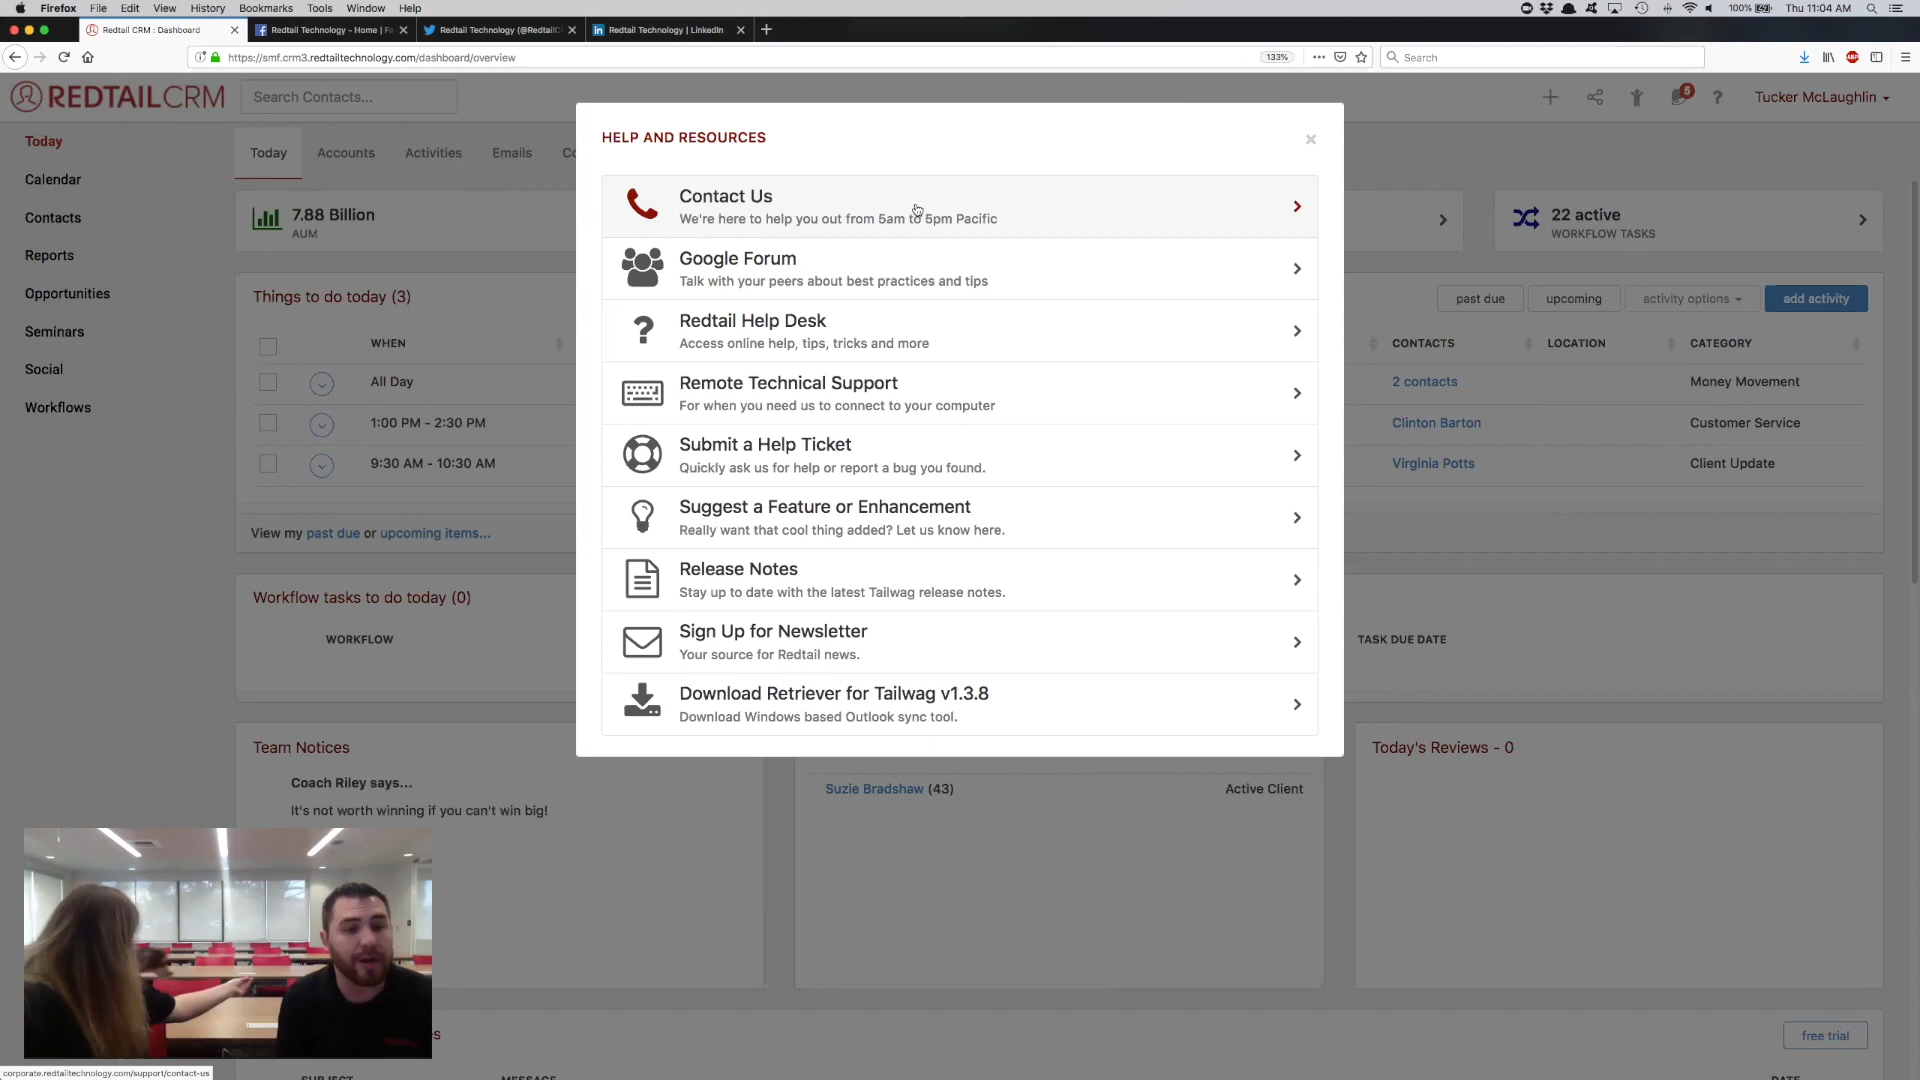 Firefox File Edit View History Bookmarks Tools Window Help 100% Thu 11:04 AM
Redtail CRM : Dashboard
Redtail Technology - Home | F
Redtail Technology (@RedtailC
Redtail Technology | LinkedIn
https://smf.crm3.redtailtechnology.com/dashboard/overview 133% Search
REDTAILCRM Search Contacts... 5 ? Tucker McLaughlin
Today
Calendar
Contacts
Reports
Opportunities
Seminars
Social
Workflows
Today Accounts Activities Emails Co
7.88 Billion
AUM
22 active
WORKFLOW TASKS
Things to do today (3)
past due upcoming activity options add activity
WHEN CONTACTS LOCATION CATEGORY
All Day 2 contacts Money Movement
1:00 PM - 2:30 PM Clinton Barton Customer Service
9:30 AM - 10:30 AM Virginia Potts Client Update
View my past due or upcoming items...
Workflow tasks to do today (0)
WORKFLOW TASK DUE DATE
HELP AND RESOURCES ×
Contact Us
We're here to help you out from 5am to 5pm Pacific
Google Forum
Talk with your peers about best practices and tips
Redtail Help Desk
Access online help, tips, tricks and more
Remote Technical Support
For when you need us to connect to your computer
Submit a Help Ticket
Quickly ask us for help or report a bug you found.
Suggest a Feature or Enhancement
Really want that cool thing added? Let us know here.
Release Notes
Stay up to date with the latest Tailwag release notes.
Sign Up for Newsletter
Your source for Redtail news.
Download Retriever for Tailwag v1.3.8
Download Windows based Outlook sync tool.
Team Notices
Coach Riley says...
It's not worth winning if you can't win big!
Suzie Bradshaw (43) Active Client
Today's Reviews - 0
free trial
SUBJECT MESSAGE DATE
corporate.redtailtechnology.com/support/contact-us